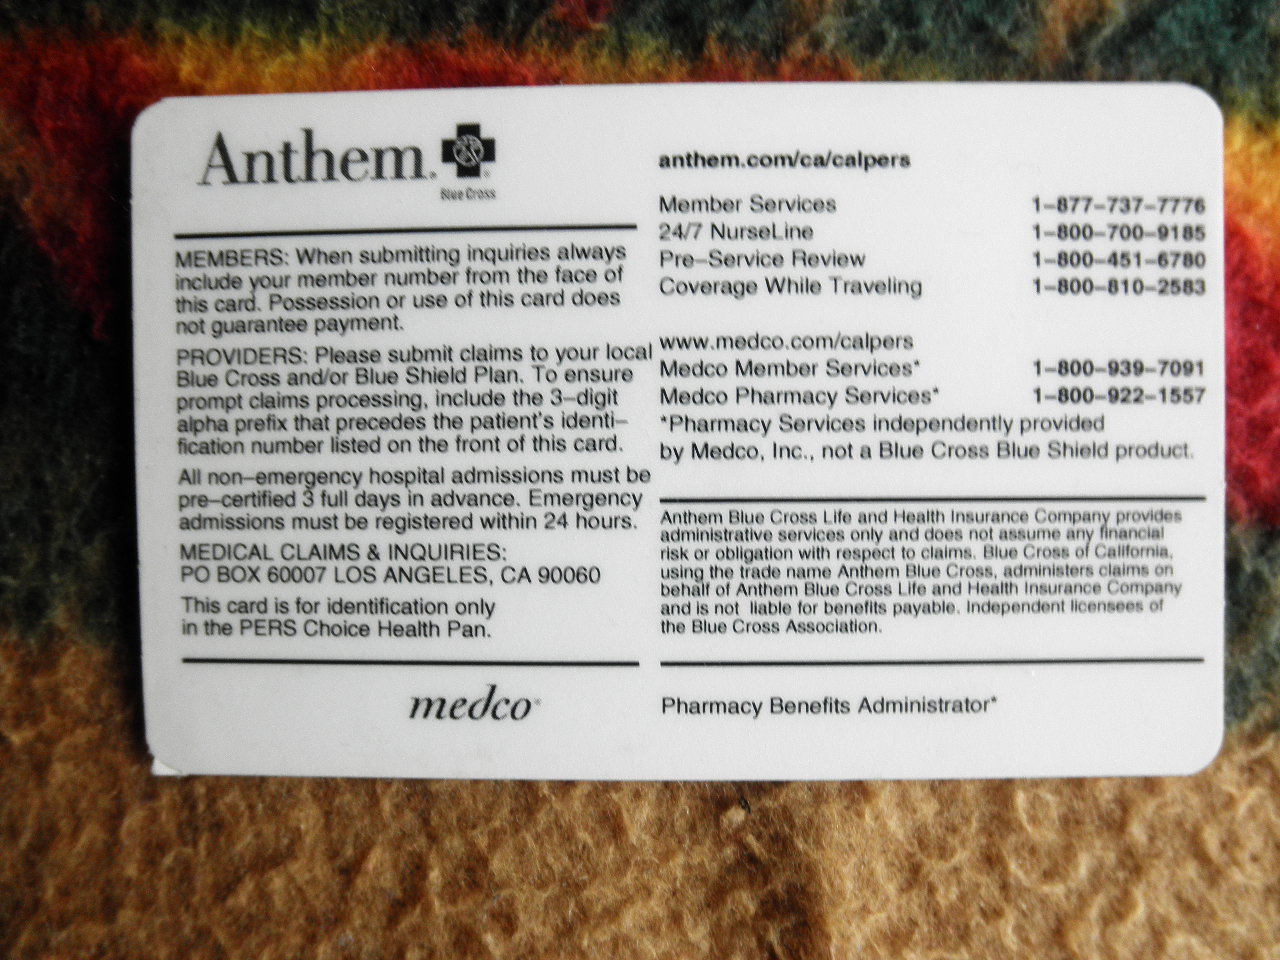 Anthem.
Blue Cross
MEMBERS: When submitting inquiries always
include your member number from the face of
this card. Possession or use of this card does
not guarantee payment.
PROVIDERS: Please submit claims to your local
Blue Cross and/or Blue Shield Plan. To ensure
prompt claims processing, include the 3-digit
alpha prefix that precedes the patient's identi-
fication number listed on the front of this card.
All non-emergency hospital admissions must be
pre-certified 3 full days in advance. Emergency
admissions must be registered within 24 hours.
MEDICAL CLAIMS & INQUIRIES:
PO BOX 60007 LOS ANGELES, CA 90060
This card is for identification only
in the PERS Choice Health Pan.
medco
anthem.com/ca/calpers
Member Services 1-877-737-7776
24/7 NurseLine 1-800-700-9185
Pre-Service Review 1-800-451-6780
Coverage While Traveling 1-800-810-2583
www.medco.com/calpers
Medco Member Services* 1-800-939-7091
Medco Pharmacy Services* 1-800-922-1557
*Pharmacy Services independently provided
by Medco, Inc., not a Blue Cross Blue Shield product.
Anthem Blue Cross Life and Health Insurance Company provides
administrative services only and does not assume any financial
risk or obligation with respect to claims. Blue Cross of California,
using the trade name Anthem Blue Cross, administers claims on
behalf of Anthem Blue Cross Life and Health Insurance Company
and is not liable for benefits payable. Independent licensees of
the Blue Cross Association.
Pharmacy Benefits Administrator*